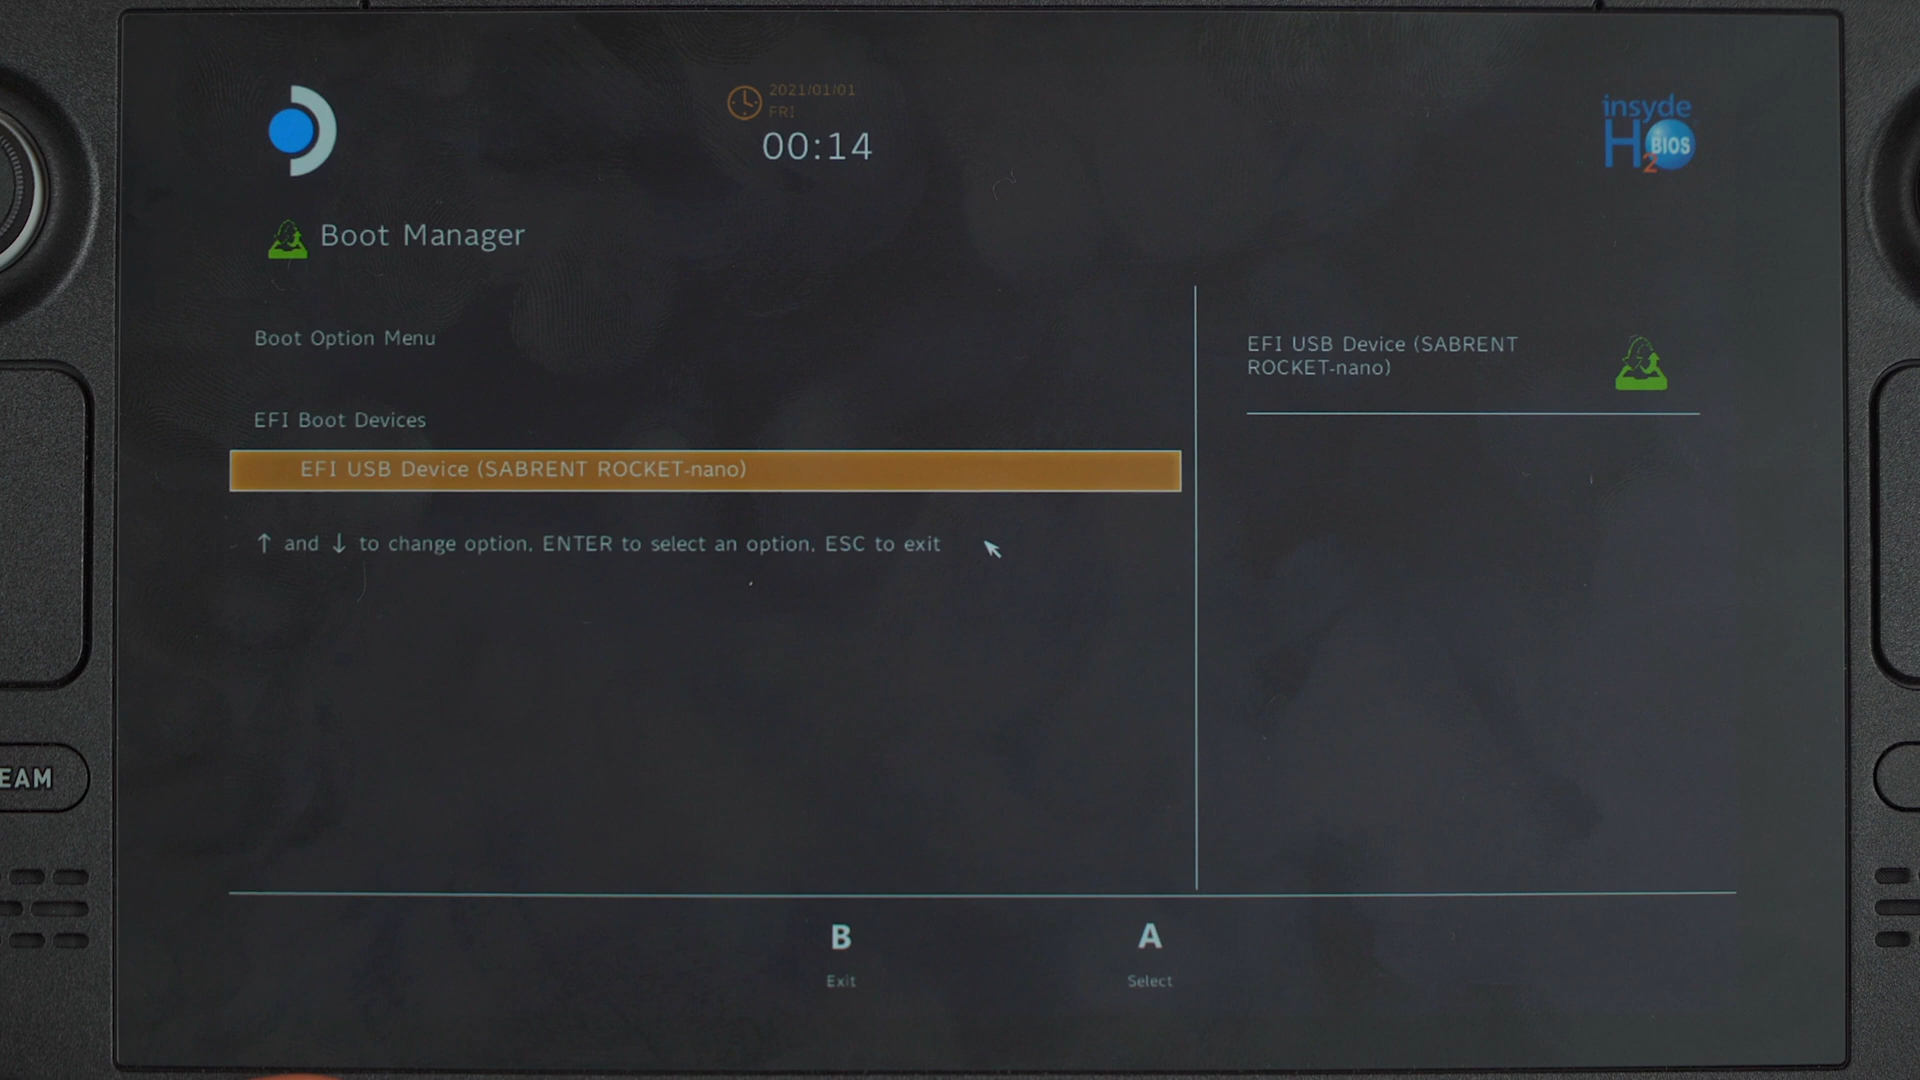 2021/01/01
FRI
00:14
insyde
H2BIOS
Boot Manager
Boot Option Menu
EFI Boot Devices
EFI USB Device (SABRENT ROCKET-nano)
↑ and ↓ to change option, ENTER to select an option, ESC to exit
EFI USB Device (SABRENT
ROCKET-nano)
EAM
B
Exit
A
Select